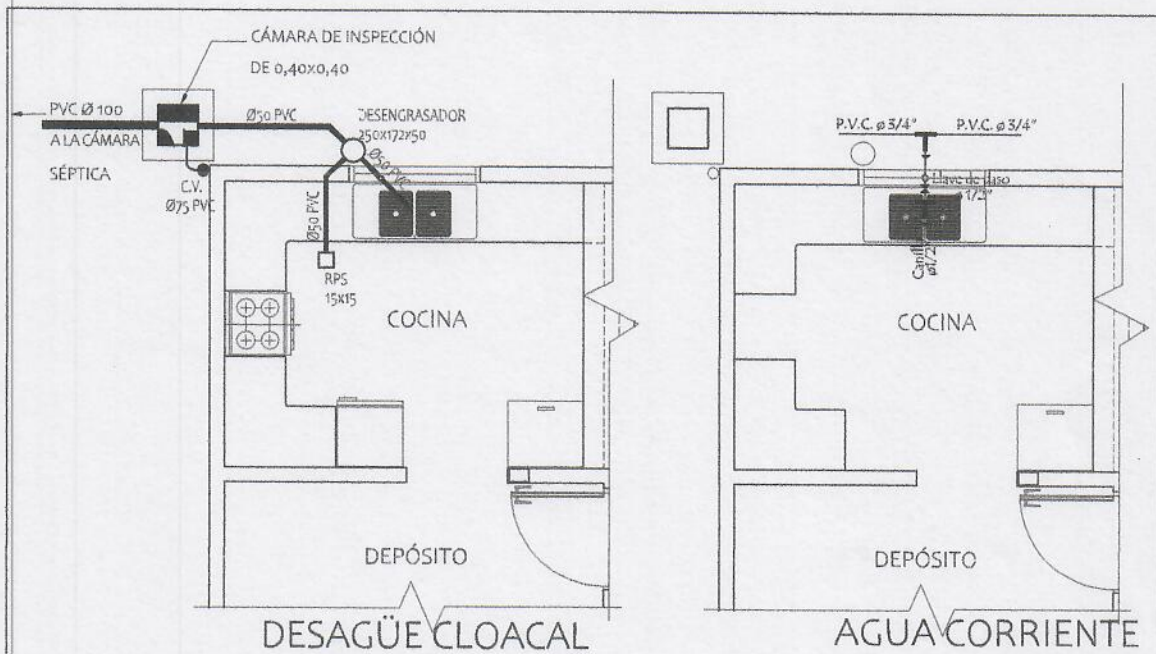 CÁMARA DE INSPECCIÓN
DE 0,40x0,40
PVC Ø 100
A LA CÁMARA
SÉPTICA
Ø50 PVC
DESENGRASADOR
250x172x50
C.V.
Ø75 PVC
Ø50 PVC
Ø50 PVC
RPS
15x15
COCINA
DEPÓSITO
DESAGÜE CLOACAL
P.V.C. ø 3/4"
P.V.C. ø 3/4"
Llave de paso
Canilla
ø1/2"
COCINA
DEPÓSITO
AGUA CORRIENTE